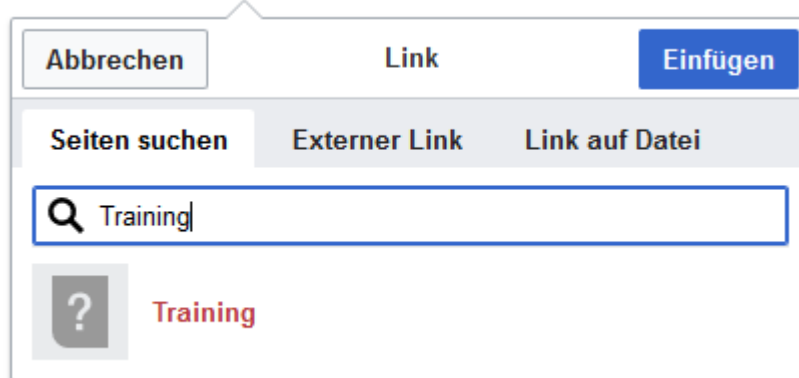 Abbrechen Link Einfügen
Seiten suchen Externer Link Link auf Datei
Training
? Training